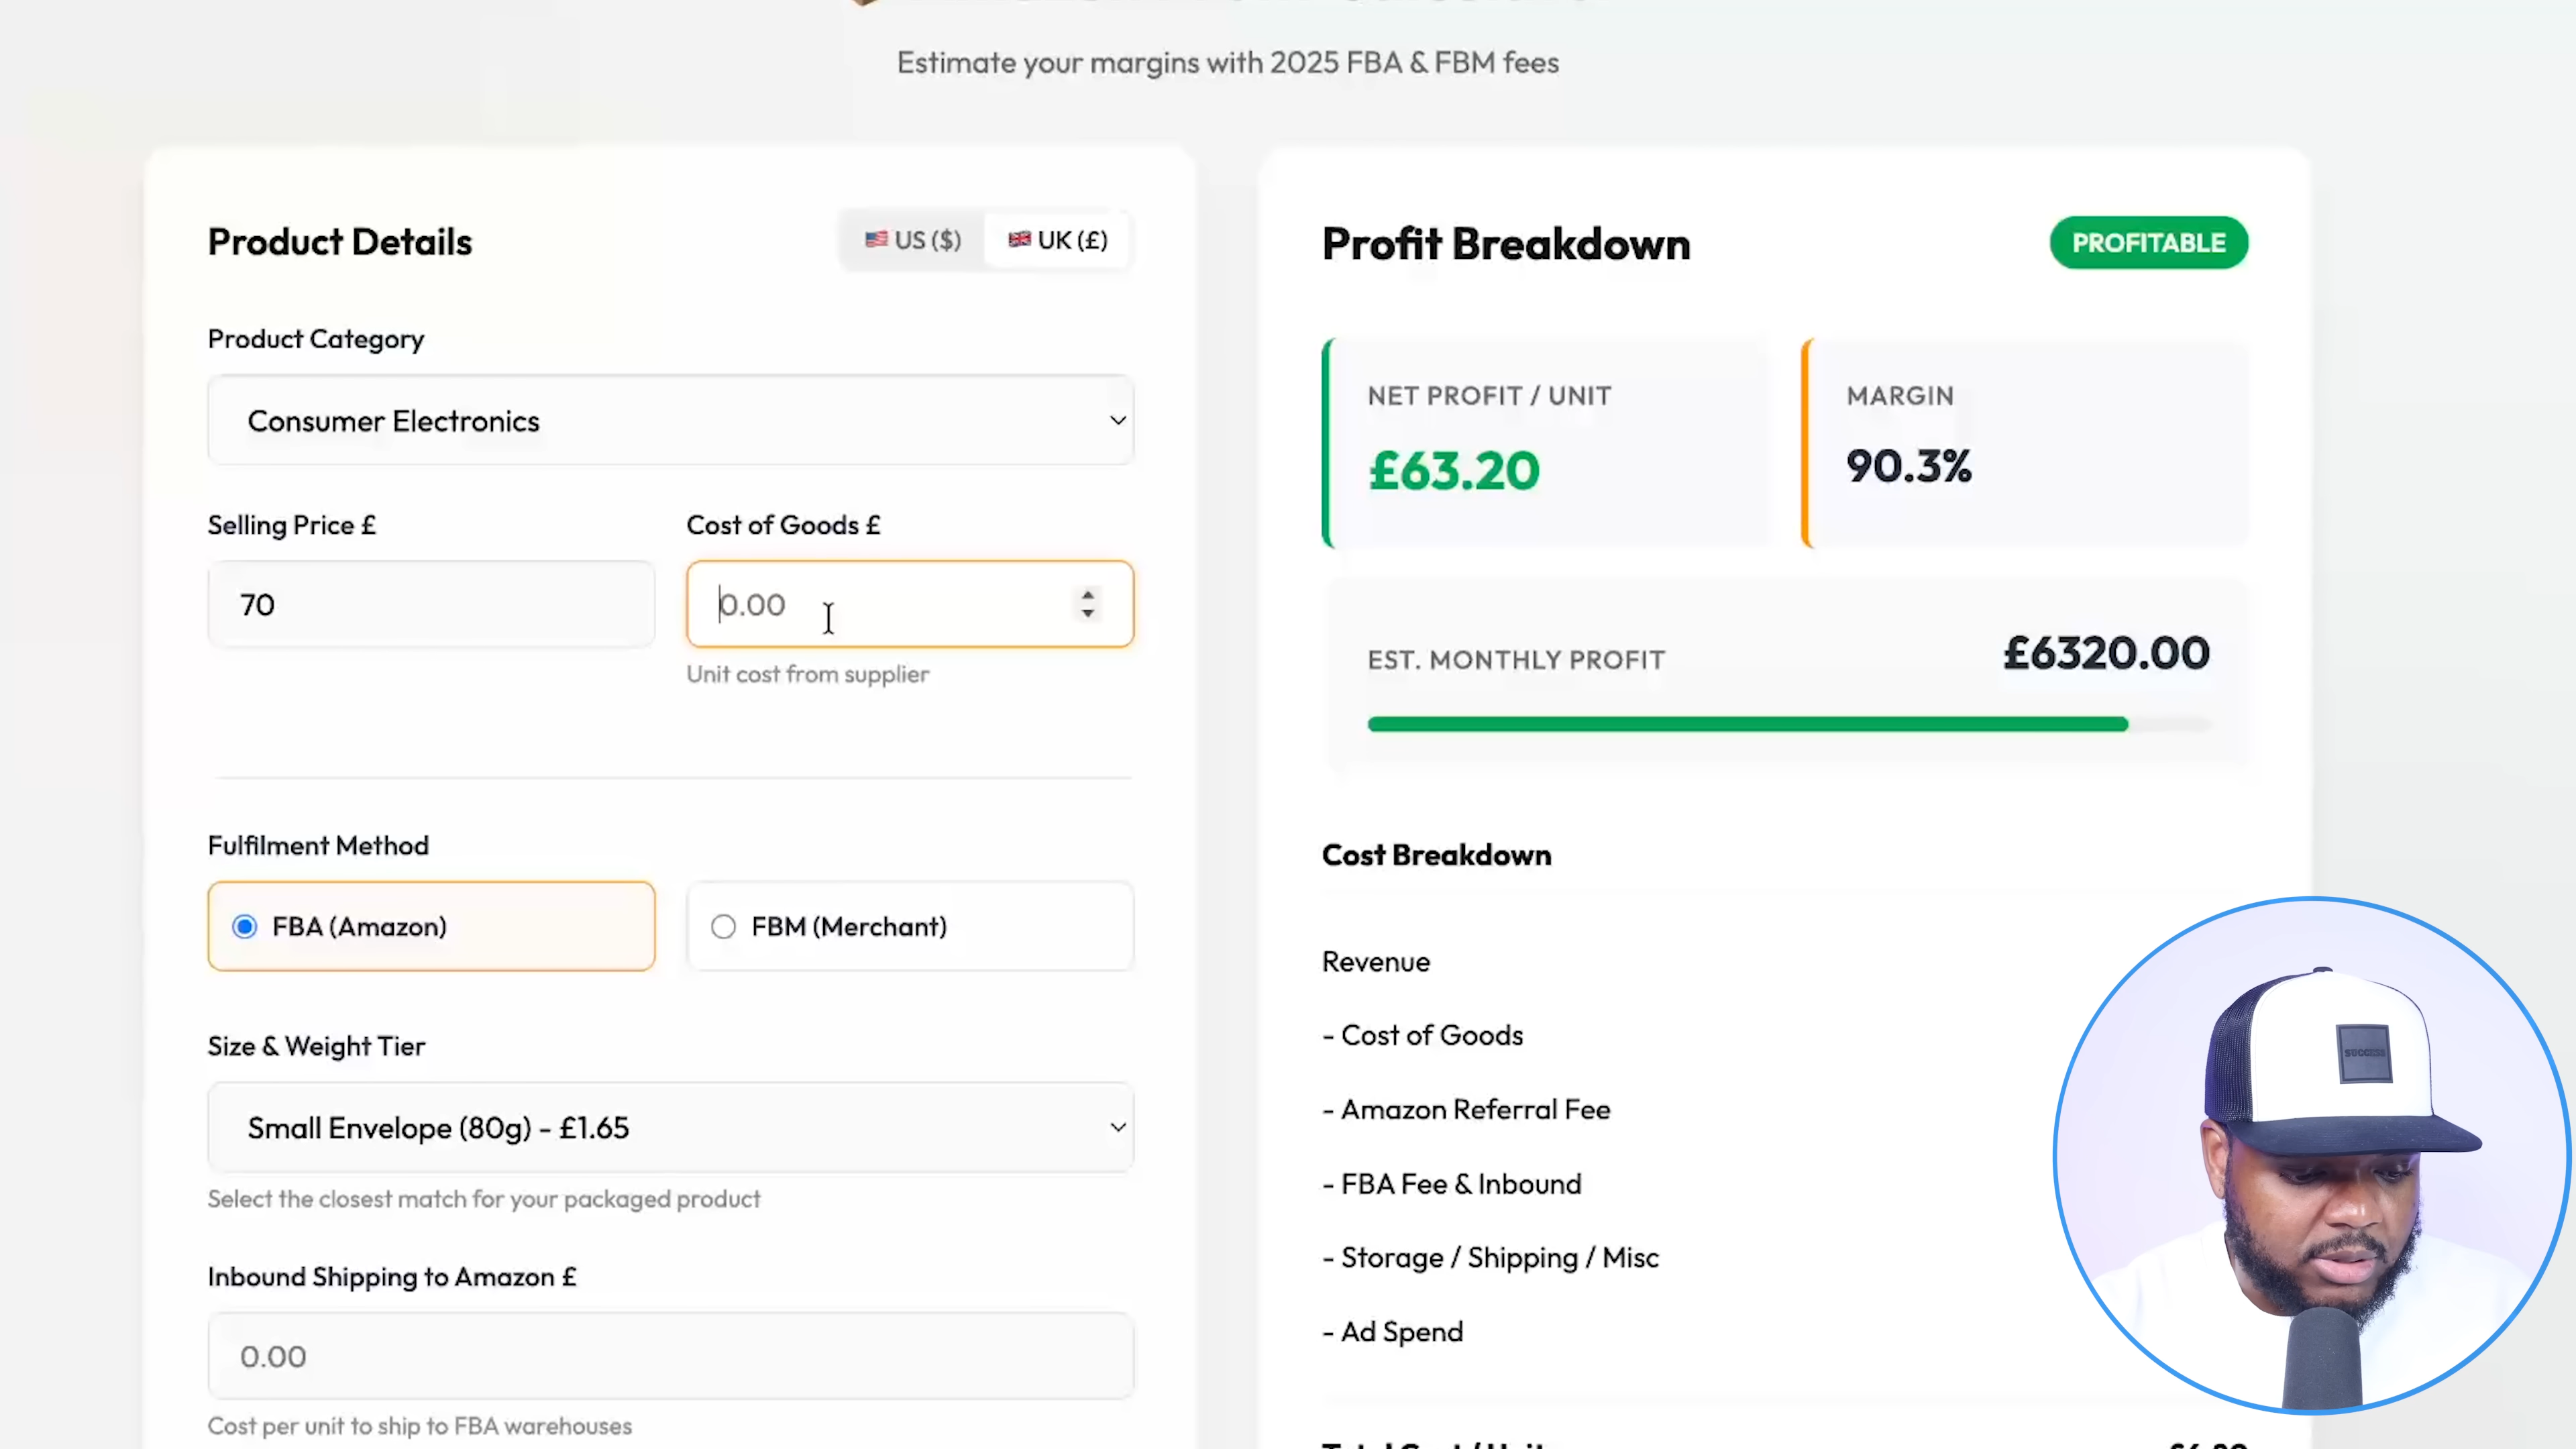 Estimate your margins with 2025 FBA & FBM fees
Product Details
US ($)
UK (£)
Product Category
Consumer Electronics
Selling Price £
Cost of Goods £
70
0.00
Unit cost from supplier
Fulfilment Method
FBA (Amazon)
FBM (Merchant)
Size & Weight Tier
Small Envelope (80g) - £1.65
Select the closest match for your packaged product
Inbound Shipping to Amazon £
0.00
Cost per unit to ship to FBA warehouses
Profit Breakdown
PROFITABLE
NET PROFIT / UNIT
£63.20
MARGIN
90.3%
EST. MONTHLY PROFIT
£6320.00
Cost Breakdown
Revenue
- Cost of Goods
- Amazon Referral Fee
- FBA Fee & Inbound
- Storage / Shipping / Misc
- Ad Spend
SUCCESS